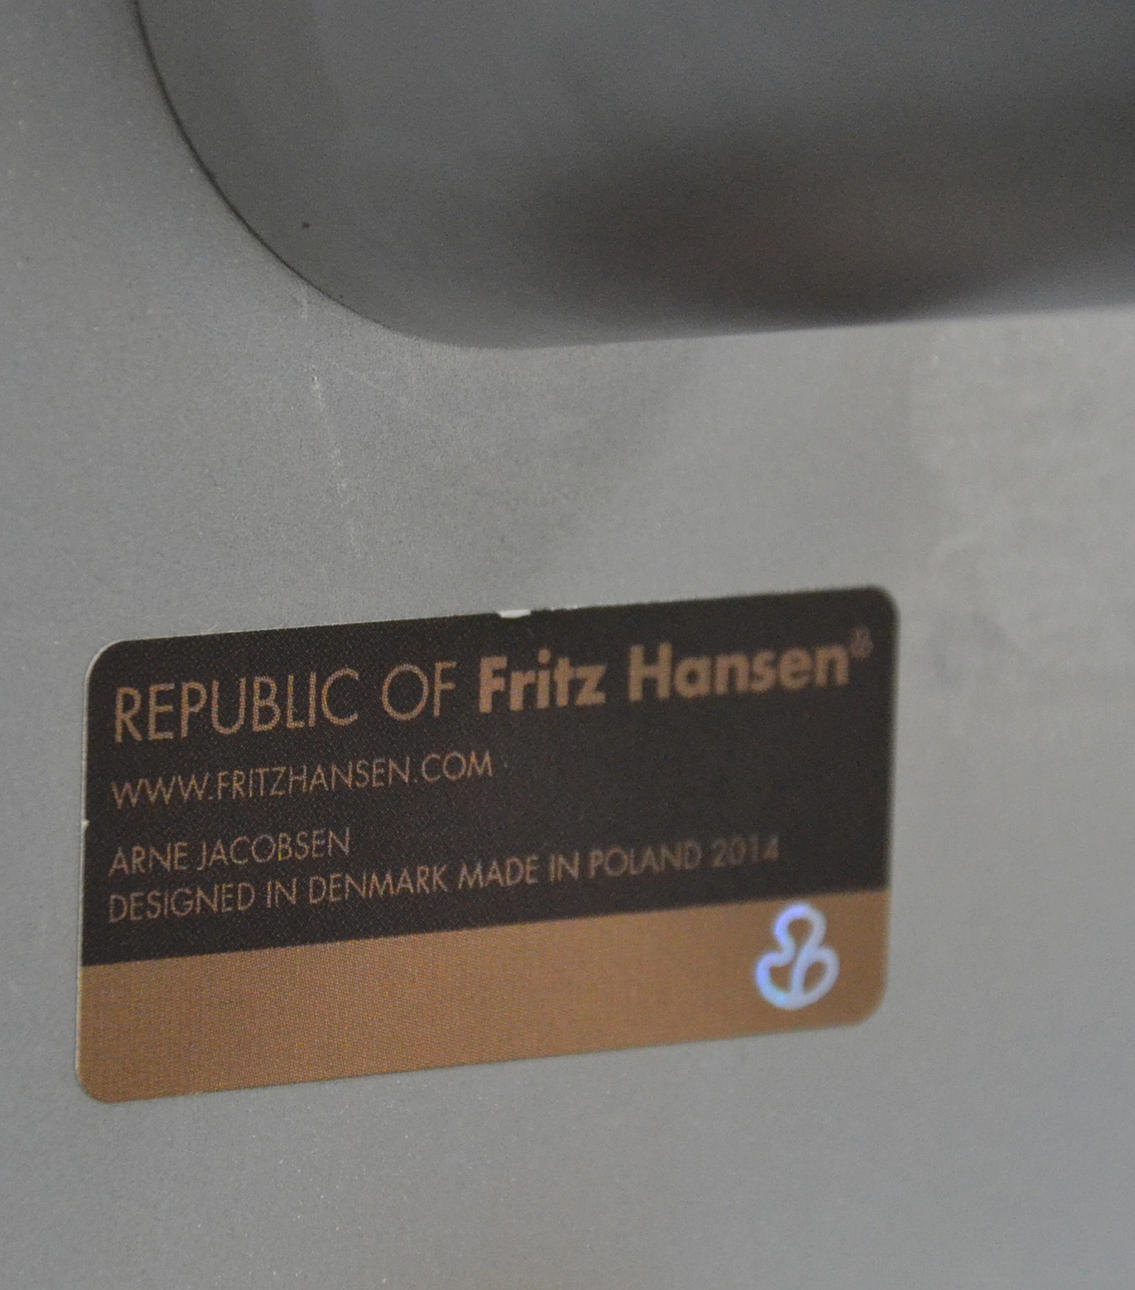 REPUBLIC OF Fritz Hansen®
WWW.FRITZHANSEN.COM
ARNE JACOBSEN
DESIGNED IN DENMARK MADE IN POLAND 2014